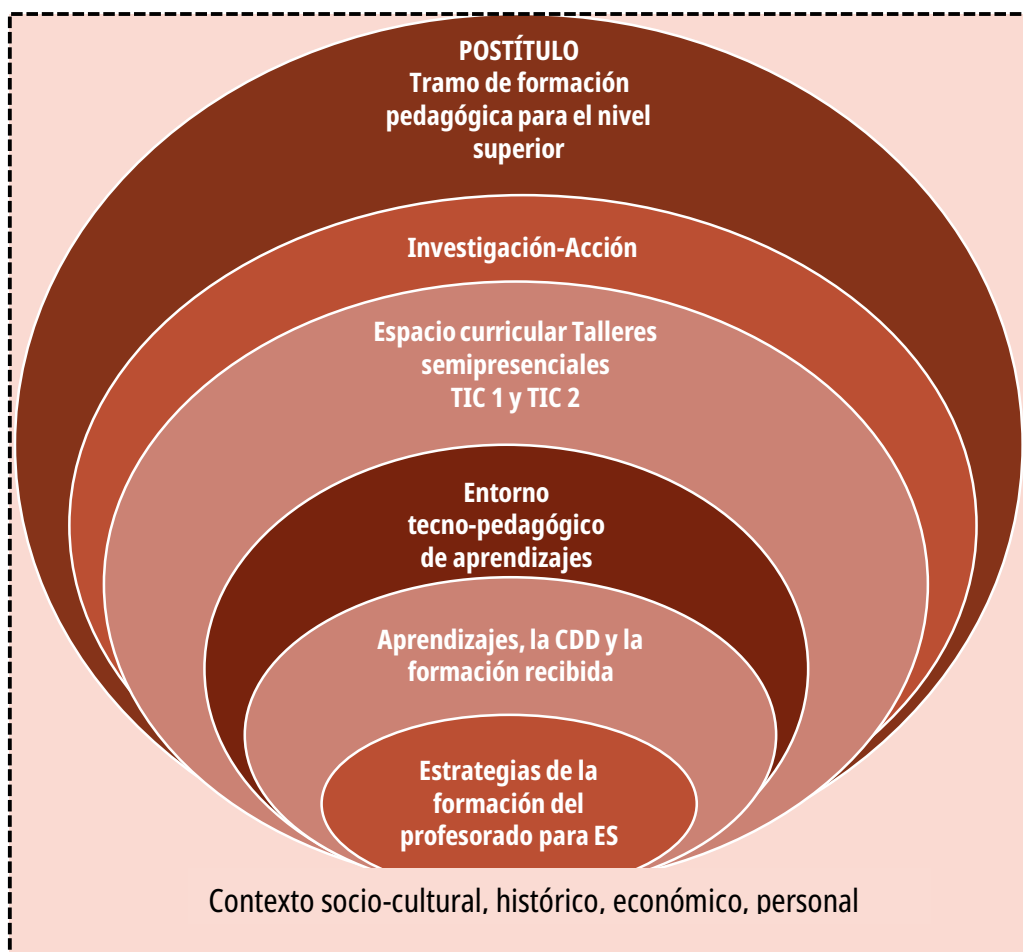 POSTÍTULO
Tramo de formación
pedagógica para el nivel
superior
Investigación-Acción
Espacio curricular Talleres
semipresenciales
TIC 1 y TIC 2
Entorno
tecno-pedagógico
de aprendizajes
Aprendizajes, la CDD y la
formación recibida
Estrategias de la
formación del
profesorado para ES
Contexto socio-cultural, histórico, económico, personal